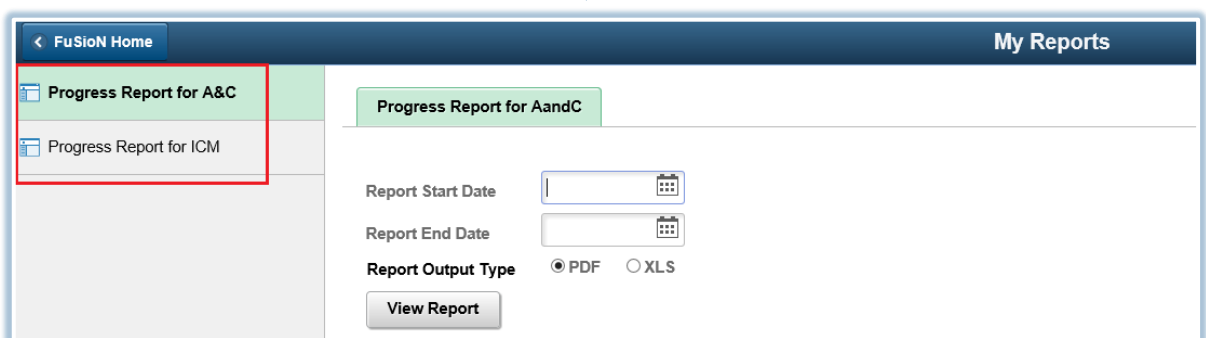 FuSioN Home
My Reports
Progress Report for A&C
Progress Report for ICM
Progress Report for AandC
Report Start Date
Report End Date
Report Output Type PDF XLS
View Report